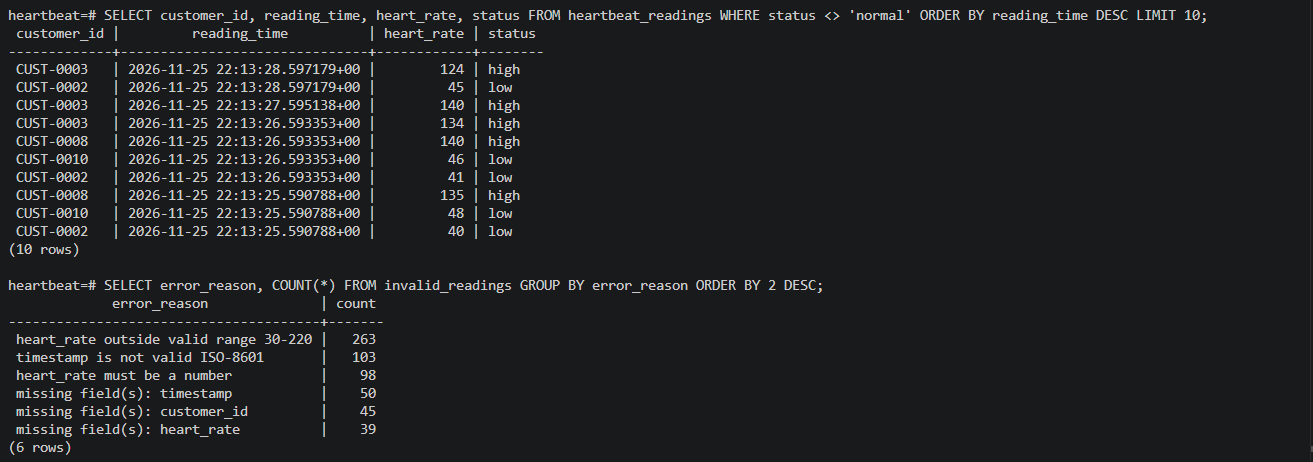 heartbeat=# SELECT customer_id, reading_time, heart_rate, status FROM heartbeat_readings WHERE status <> 'normal' ORDER BY reading_time DESC LIMIT 10;
 customer_id |         reading_time          | heart_rate | status
-------------+-------------------------------+------------+--------
 CUST-0003   | 2026-11-25 22:13:28.597179+00 |        124 | high
 CUST-0002   | 2026-11-25 22:13:28.597179+00 |         45 | low
 CUST-0003   | 2026-11-25 22:13:27.595138+00 |        140 | high
 CUST-0003   | 2026-11-25 22:13:26.593353+00 |        134 | high
 CUST-0008   | 2026-11-25 22:13:26.593353+00 |        140 | high
 CUST-0010   | 2026-11-25 22:13:26.593353+00 |         46 | low
 CUST-0002   | 2026-11-25 22:13:26.593353+00 |         41 | low
 CUST-0008   | 2026-11-25 22:13:25.590788+00 |        135 | high
 CUST-0010   | 2026-11-25 22:13:25.590788+00 |         48 | low
 CUST-0002   | 2026-11-25 22:13:25.590788+00 |         40 | low
(10 rows)

heartbeat=# SELECT error_reason, COUNT(*) FROM invalid_readings GROUP BY error_reason ORDER BY 2 DESC;
             error_reason              | count
---------------------------------------+-------
 heart_rate outside valid range 30-220 |   263
 timestamp is not valid ISO-8601       |   103
 heart_rate must be a number           |    98
 missing field(s): timestamp           |    50
 missing field(s): customer_id         |    45
 missing field(s): heart_rate          |    39
(6 rows)